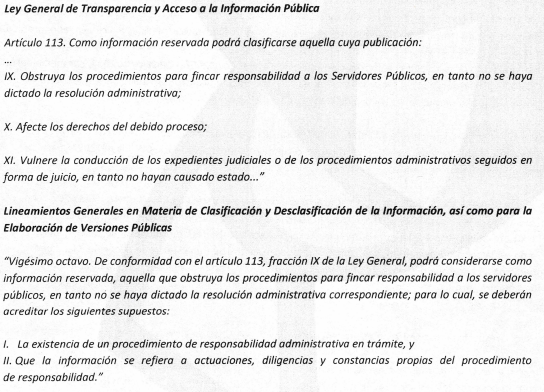 Ley General de Transparencia y Acceso a la Información Pública
Artículo 113. Como información reservada podrá clasificarse aquella cuya publicación:
...
IX. Obstruya los procedimientos para fincar responsabilidad a los Servidores Públicos, en tanto no se haya
dictado la resolución administrativa;
X. Afecte los derechos del debido proceso;
XI. Vulnere la conducción de los expedientes judiciales o de los procedimientos administrativos seguidos en
forma de juicio, en tanto no hayan causado estado..."
Lineamientos Generales en Materia de Clasificación y Desclasificación de la Información, así como para la
Elaboración de Versiones Públicas
"Vigésimo octavo. De conformidad con el artículo 113, fracción IX de la Ley General, podrá considerarse como
información reservada, aquella que obstruya los procedimientos para fincar responsabilidad a los servidores
públicos, en tanto no se haya dictado la resolución administrativa correspondiente; para lo cual, se deberán
acreditar los siguientes supuestos:
I. La existencia de un procedimiento de responsabilidad administrativa en trámite, y
II. Que la información se refiera a actuaciones, diligencias y constancias propias del procedimiento
de responsabilidad."